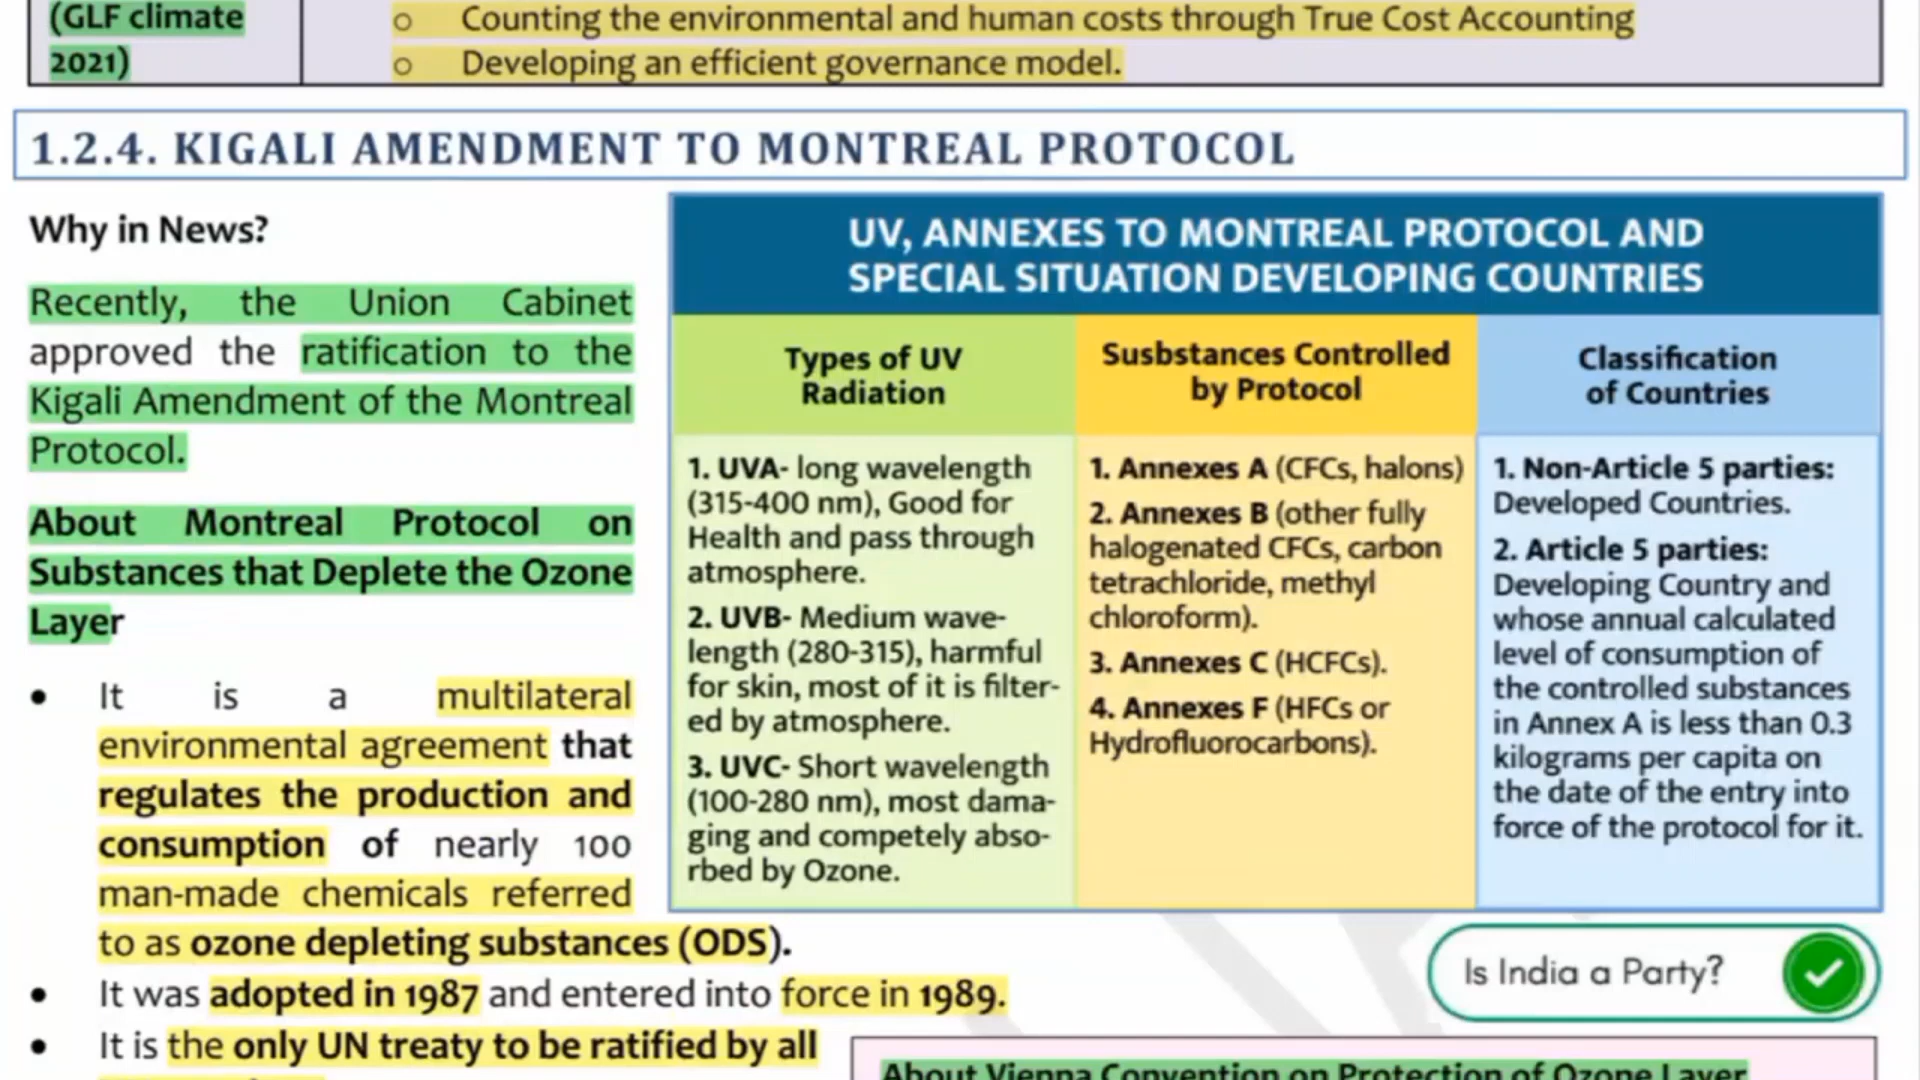 (GLF climate
2021)
o Counting the environmental and human costs through True Cost Accounting
o Developing an efficient governance model.
1.2.4. KIGALI AMENDMENT TO MONTREAL PROTOCOL
Why in News?
Recently, the Union Cabinet
approved the ratification to the
Kigali Amendment of the Montreal
Protocol.
About Montreal Protocol on
Substances that Deplete the Ozone
Layer
• It is a multilateral
environmental agreement that
regulates the production and
consumption of nearly 100
man-made chemicals referred
to as ozone depleting substances (ODS).
• It was adopted in 1987 and entered into force in 1989.
• It is the only UN treaty to be ratified by all
UV, ANNEXES TO MONTREAL PROTOCOL AND
SPECIAL SITUATION DEVELOPING COUNTRIES
Types of UV
Radiation
1. UVA- long wavelength
(315-400 nm), Good for
Health and pass through
atmosphere.
2. UVB- Medium wave-
length (280-315), harmful
for skin, most of it is filter-
ed by atmosphere.
3. UVC- Short wavelength
(100-280 nm), most dama-
ging and competely abso-
rbed by Ozone.
Susbstances Controlled
by Protocol
1. Annexes A (CFCs, halons)
2. Annexes B (other fully
halogenated CFCs, carbon
tetrachloride, methyl
chloroform).
3. Annexes C (HCFCs).
4. Annexes F (HFCs or
Hydrofluorocarbons).
Classification
of Countries
1. Non-Article 5 parties:
Developed Countries.
2. Article 5 parties:
Developing Country and
whose annual calculated
level of consumption of
the controlled substances
in Annex A is less than 0.3
kilograms per capita on
the date of the entry into
force of the protocol for it.
Is India a Party?
About Vienna Convention on Protection of Ozone Layer